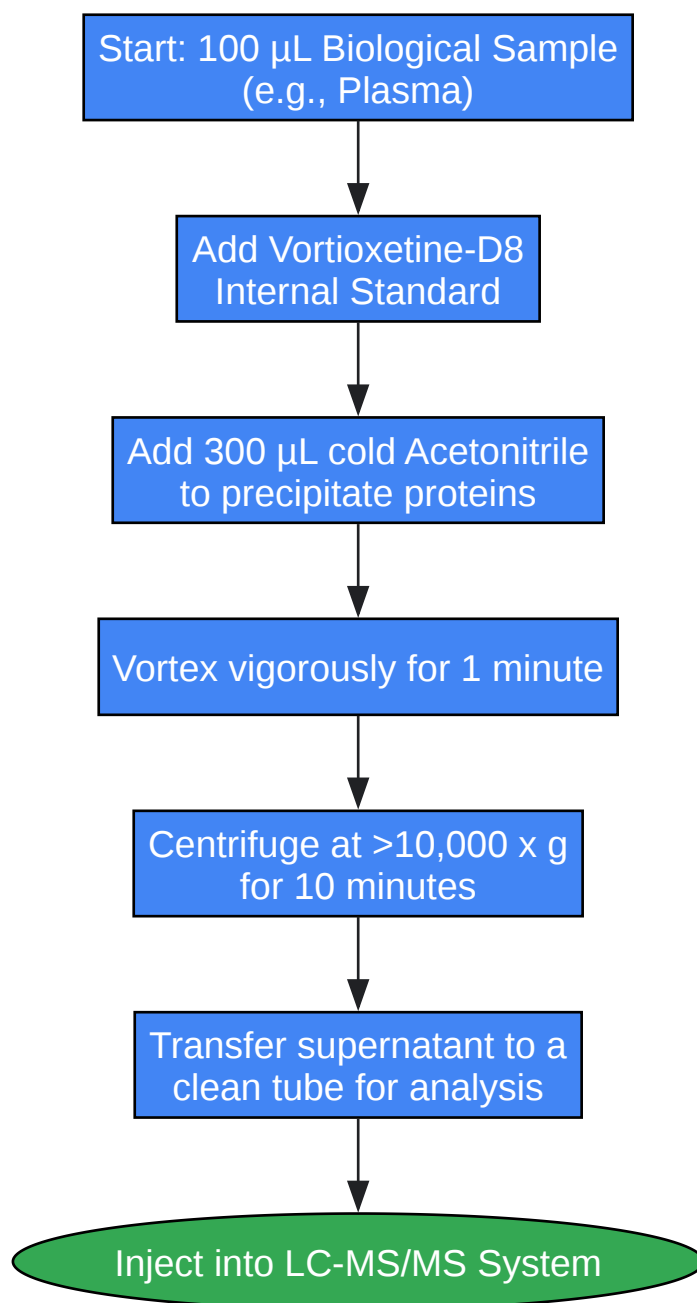 Start: 100 µL Biological Sample
(e.g., Plasma)
Add Vortioxetine-D8
Internal Standard
Add 300 µL cold Acetonitrile
to precipitate proteins
Vortex vigorously for 1 minute
Centrifuge at >10,000 x g
for 10 minutes
Transfer supernatant to a
clean tube for analysis
Inject into LC-MS/MS System